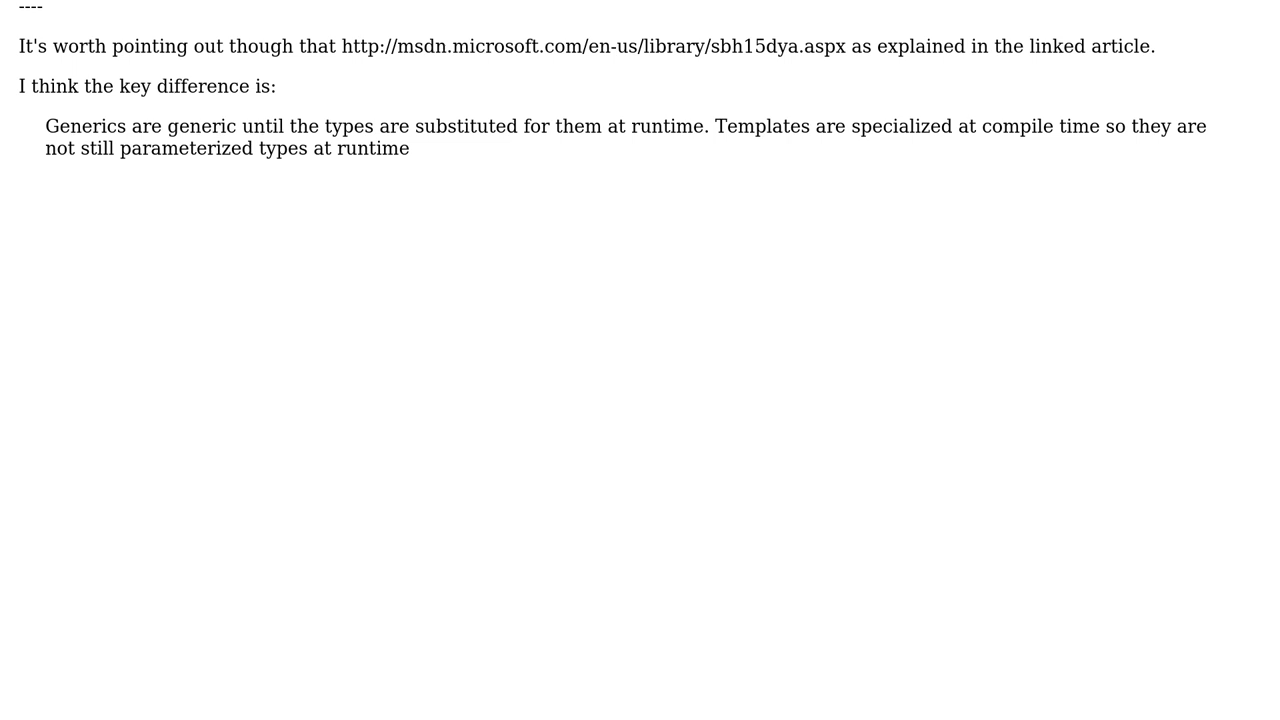 ----
It's worth pointing out though that http://msdn.microsoft.com/en-us/library/sbh15dya.aspx as explained in the linked article.
I think the key difference is:
Generics are generic until the types are substituted for them at runtime. Templates are specialized at compile time so they are
not still parameterized types at runtime